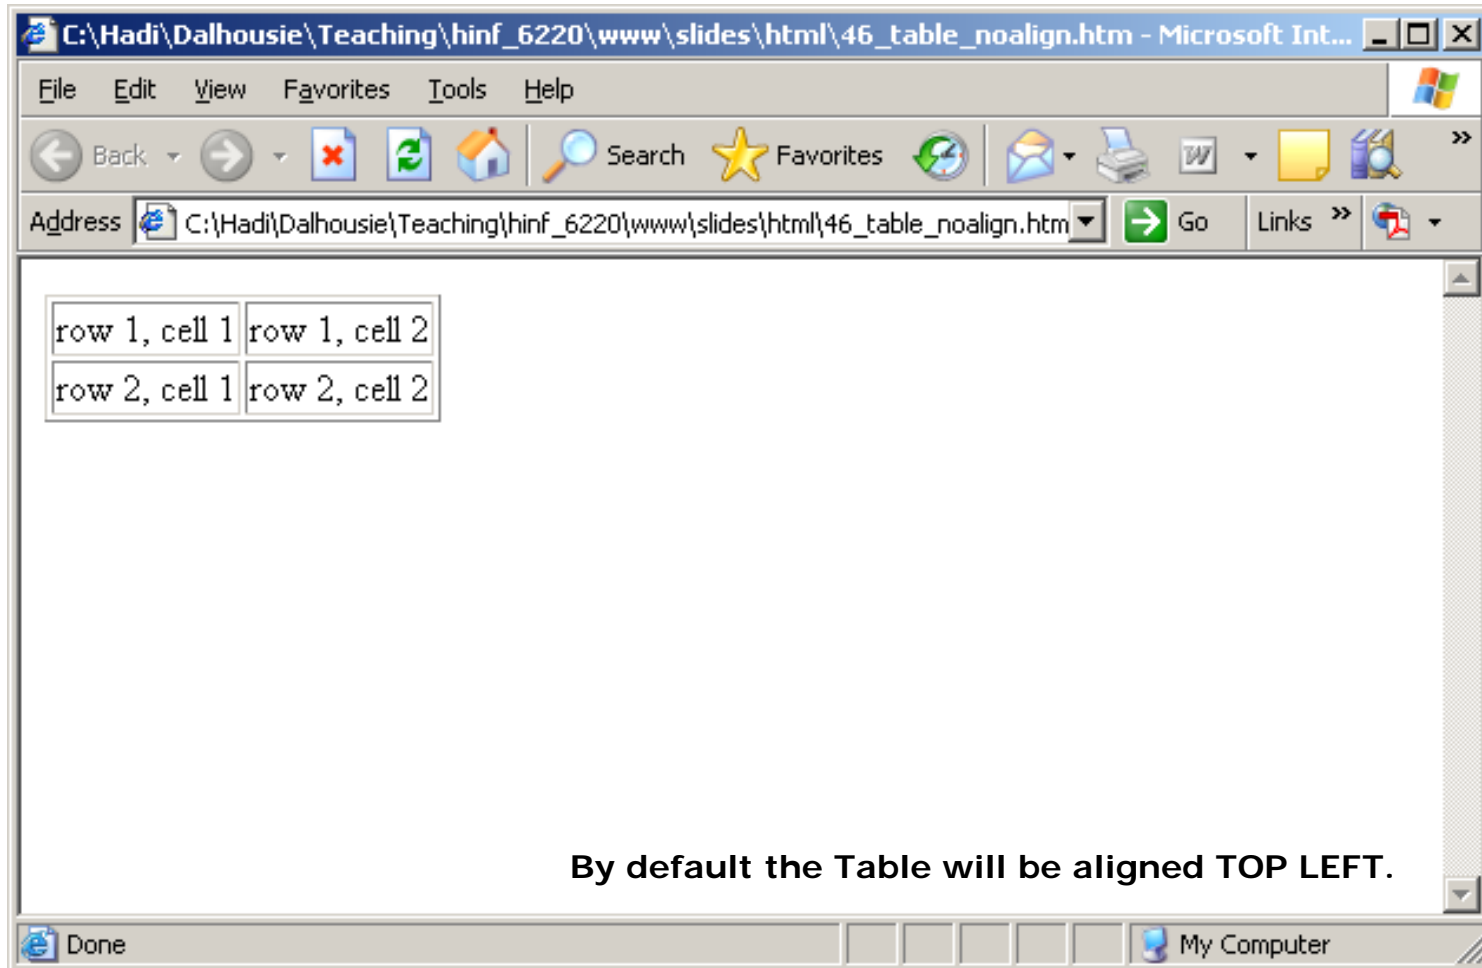 C:\Hadi\Dalhousie\Teaching\hinf_6220\www\slides\html\46_table_noalign.htm - Microsoft Int...
File Edit View Favorites Tools Help
Back Search Favorites W
Address C:\Hadi\Dalhousie\Teaching\hinf_6220\www\slides\html\46_table_noalign.htm Go Links
row 1, cell 1 row 1, cell 2
row 2, cell 1 row 2, cell 2
By default the Table will be aligned TOP LEFT.
Done My Computer